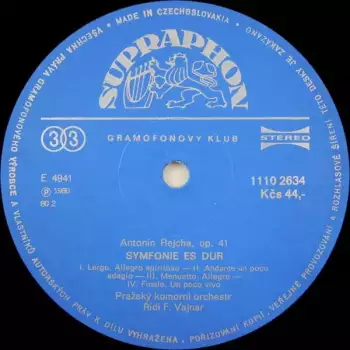 • MADE IN CZECHOSLOVAKIA • VŠECHNA PRÁVA GRAMOFONOVÉHO VÝROBCE A AUTORSKÝCH PRÁV K DÍLU VYHRAZENA. POŘIZOVÁNÍ KOPIÍ, VEŘEJNÉ PROVOZOVÁNÍ A ROZHLASOVÉ ŠÍŘENÍ TÉTO DESKY JE ZAKÁZÁNO.
SUPRAPHON
33
GRAMOFONOVÝ KLUB
STEREO
E 4941
1110 2634
℗ 1980
Kčs 44,-
80 2
Antonín Rejcha, op. 41
SYMFONIE ES DUR
I. Largo. Allegro spiritoso — II. Andante un poco
adagio — III. Menuetto. Allegro —
IV. Finale. Un poco vivo
Pražský komorní orchestr
Řídí F. Vajnar